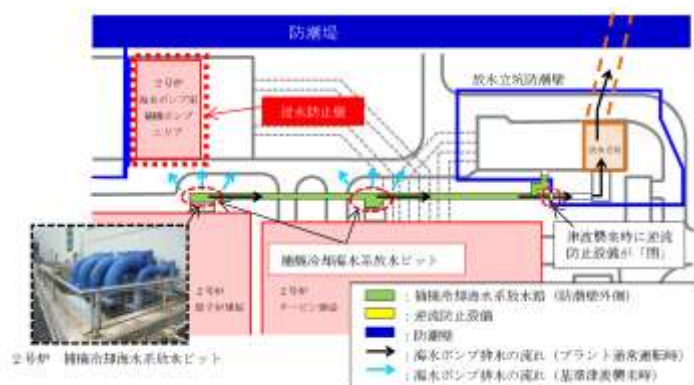 防潮堤
2号炉
海水ポンプ室
補機ポンプ
エリア
浸水防止壁
放水立坑防潮壁
放水立坑
補機冷却海水系放水ピット
津波襲来時に逆流
防止設備が「閉」
2号炉
原子炉建屋
2号炉
タービン建屋
2号炉 補機冷却海水系放水ピット
:補機冷却海水系放水路(防潮壁外側)
:逆流防止設備
:防潮壁
:海水ポンプ排水の流れ(プラント通常運転時)
:海水ポンプ排水の流れ(基準津波襲来時)